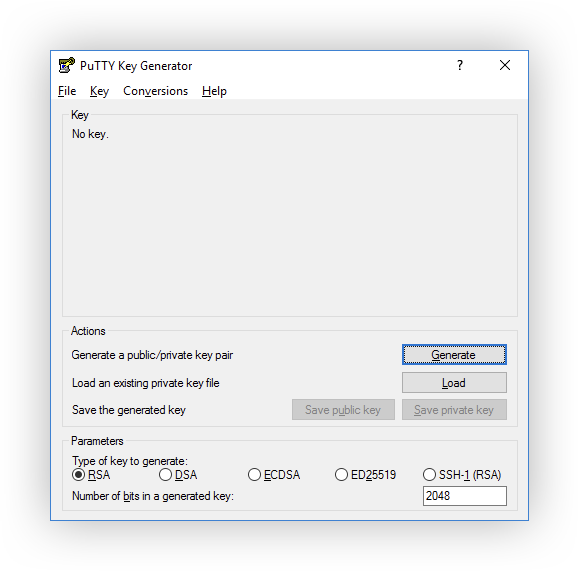 PuTTY Key Generator ?
File Key Conversions Help
Key
No key.
Actions
Generate a public/private key pair Generate
Load an existing private key file Load
Save the generated key Save public key Save private key
Parameters
Type of key to generate:
RSA DSA ECDSA ED25519 SSH-1 (RSA)
Number of bits in a generated key: 2048